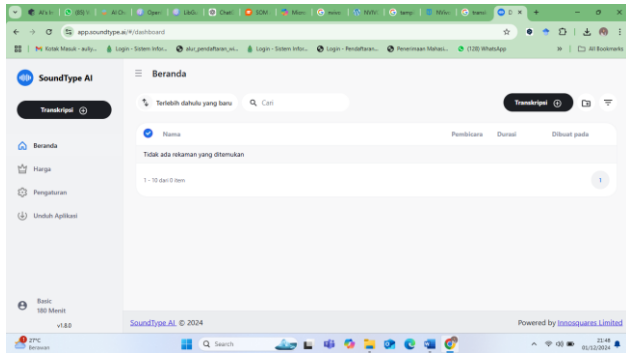 app.soundtype.ai/#/dashboard
Kotak Masuk - auly...
Login - Sistem Infor...
alur_pendaftaran_vi...
Login - Sistem Infor...
Login - Pendaftaran...
Penerimaan Mahasi...
(120) WhatsApp
All Bookmarks
SoundType AI
Beranda
Transkripsi
Terlebih dahulu yang baru
Cari
Transkripsi
Nama
Pembicara
Durasi
Dibuat pada
Beranda
Tidak ada rekaman yang ditemukan
Harga
1 - 10 dari 0 item
1
Pengaturan
Unduh Aplikasi
Basic
180 Menit
v1.8.0
SoundType AI © 2024
Powered by Innosquares Limited
27°C
Berawan
Search
21:48
01/12/2024